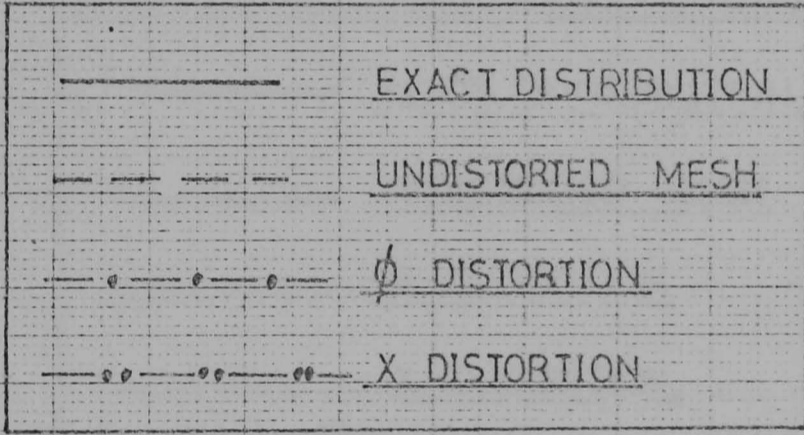 EXACT DISTRIBUTION
UNDISTORTED MESH
ϕ DISTORTION
X DISTORTION